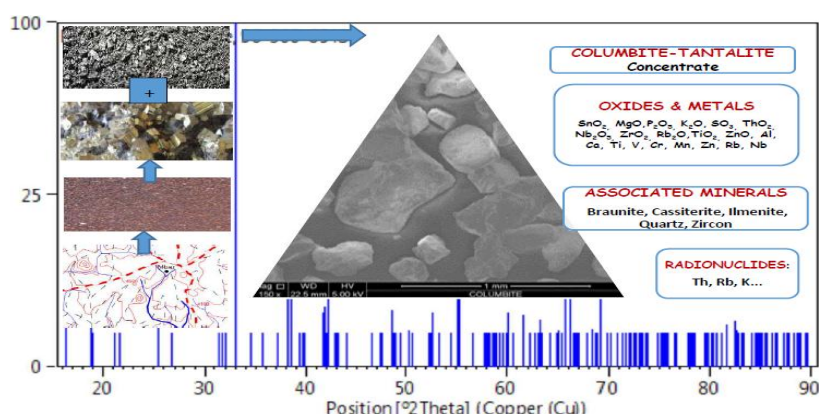 100
25
0
+
COLUMBITE-TANTALITE
Concentrate
OXIDES & METALS
SnO₂, MgO,P₂O₅, K₂O, SO₃, ThO₂,
Nb₂O₅, ZrO₂, Rb₂O,TiO₂, ZnO, Al,
Ca, Ti, V, Cr, Mn, Zn, Rb, Nb
ASSOCIATED MINERALS
Braunite, Cassiterite, Ilmenite,
Quartz, Zircon
RADIONUCLIDES:
Th, Rb, K...
WD HV
150 x 22.5 mm 5.00 kV
1 mm
COLUMBITE
20 30 40 50 60 70 80 90
Position[°2Theta] (Copper (Cu))